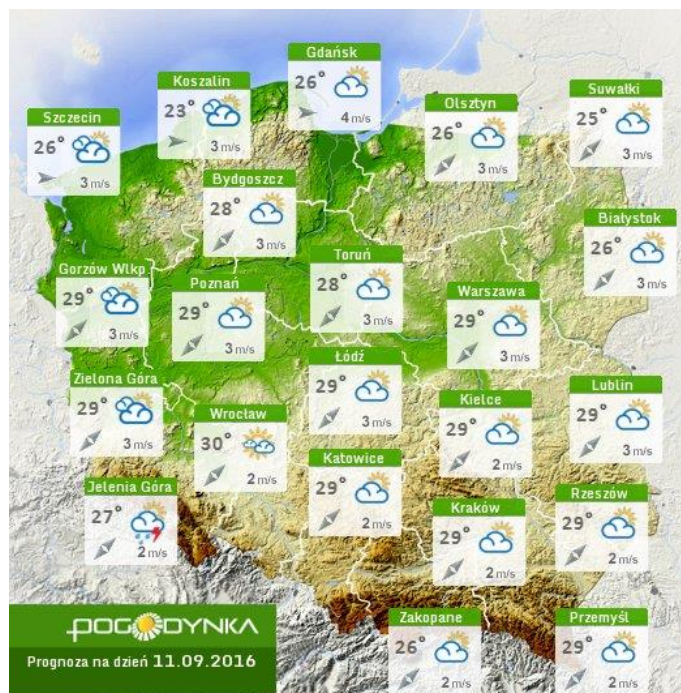 Gdańsk
26°
4 m/s
Koszalin
23°
3 m/s
Suwałki
25°
3 m/s
Olsztyn
26°
3 m/s
Szczecin
26°
3 m/s
Bydgoszcz
28°
3 m/s
Białystok
26°
3 m/s
Toruń
28°
3 m/s
Gorzów Wlkp
29°
3 m/s
Poznań
29°
3 m/s
Warszawa
29°
3 m/s
Łódź
29°
3 m/s
Zielona Góra
29°
3 m/s
Lublin
29°
3 m/s
Kielce
29°
2 m/s
Wrocław
30°
2 m/s
Katowice
29°
2 m/s
Jelenia Góra
27°
2 m/s
Rzeszów
29°
2 m/s
Kraków
29°
2 m/s
Zakopane
26°
2 m/s
Przemyśl
29°
2 m/s
POGODYNKA
Prognoza na dzień 11.09.2016